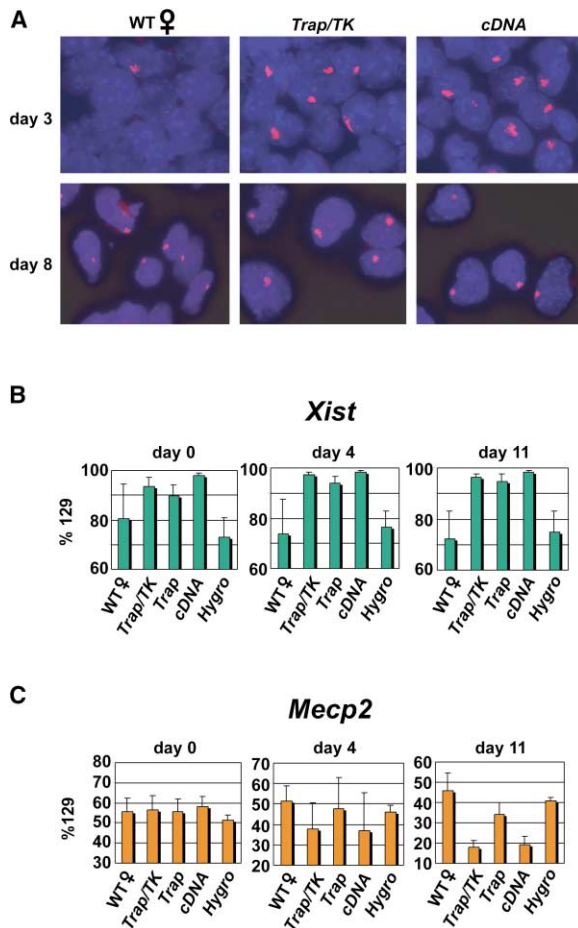 A
WT ♀ Trap/TK cDNA
day 3
day 8
B
Xist
day 0 day 4 day 11
% 129
100 100 100
80 80 80
60 60 60
WT♀ Trap/TK Trap cDNA Hygro WT♀ Trap/TK Trap cDNA Hygro WT♀ Trap/TK Trap cDNA Hygro
C
Mecp2
day 0 day 4 day 11
%129
80 80 60
70 70 50
60 60 40
50 50 30
40 40 20
30 20 10
WT♀ Trap/TK Trap cDNA Hygro WT♀ Trap/TK Trap cDNA Hygro WT♀ Trap/TK Trap cDNA Hygro